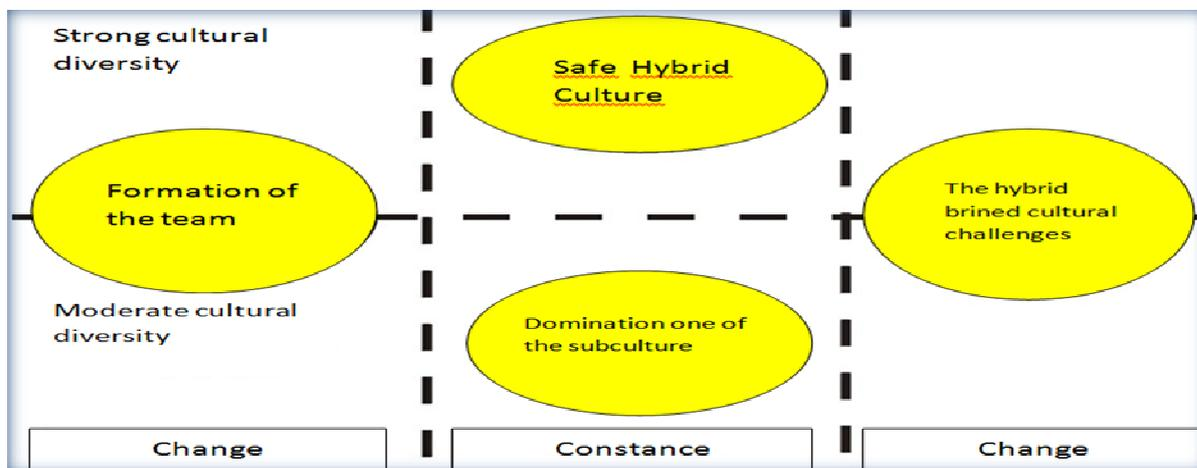 Strong cultural
diversity
Safe Hybrid
Culture
Formation of
the team
The hybrid
brined cultural
challenges
Moderate cultural
diversity
Domination one of
the subculture
Change
Constance
Change